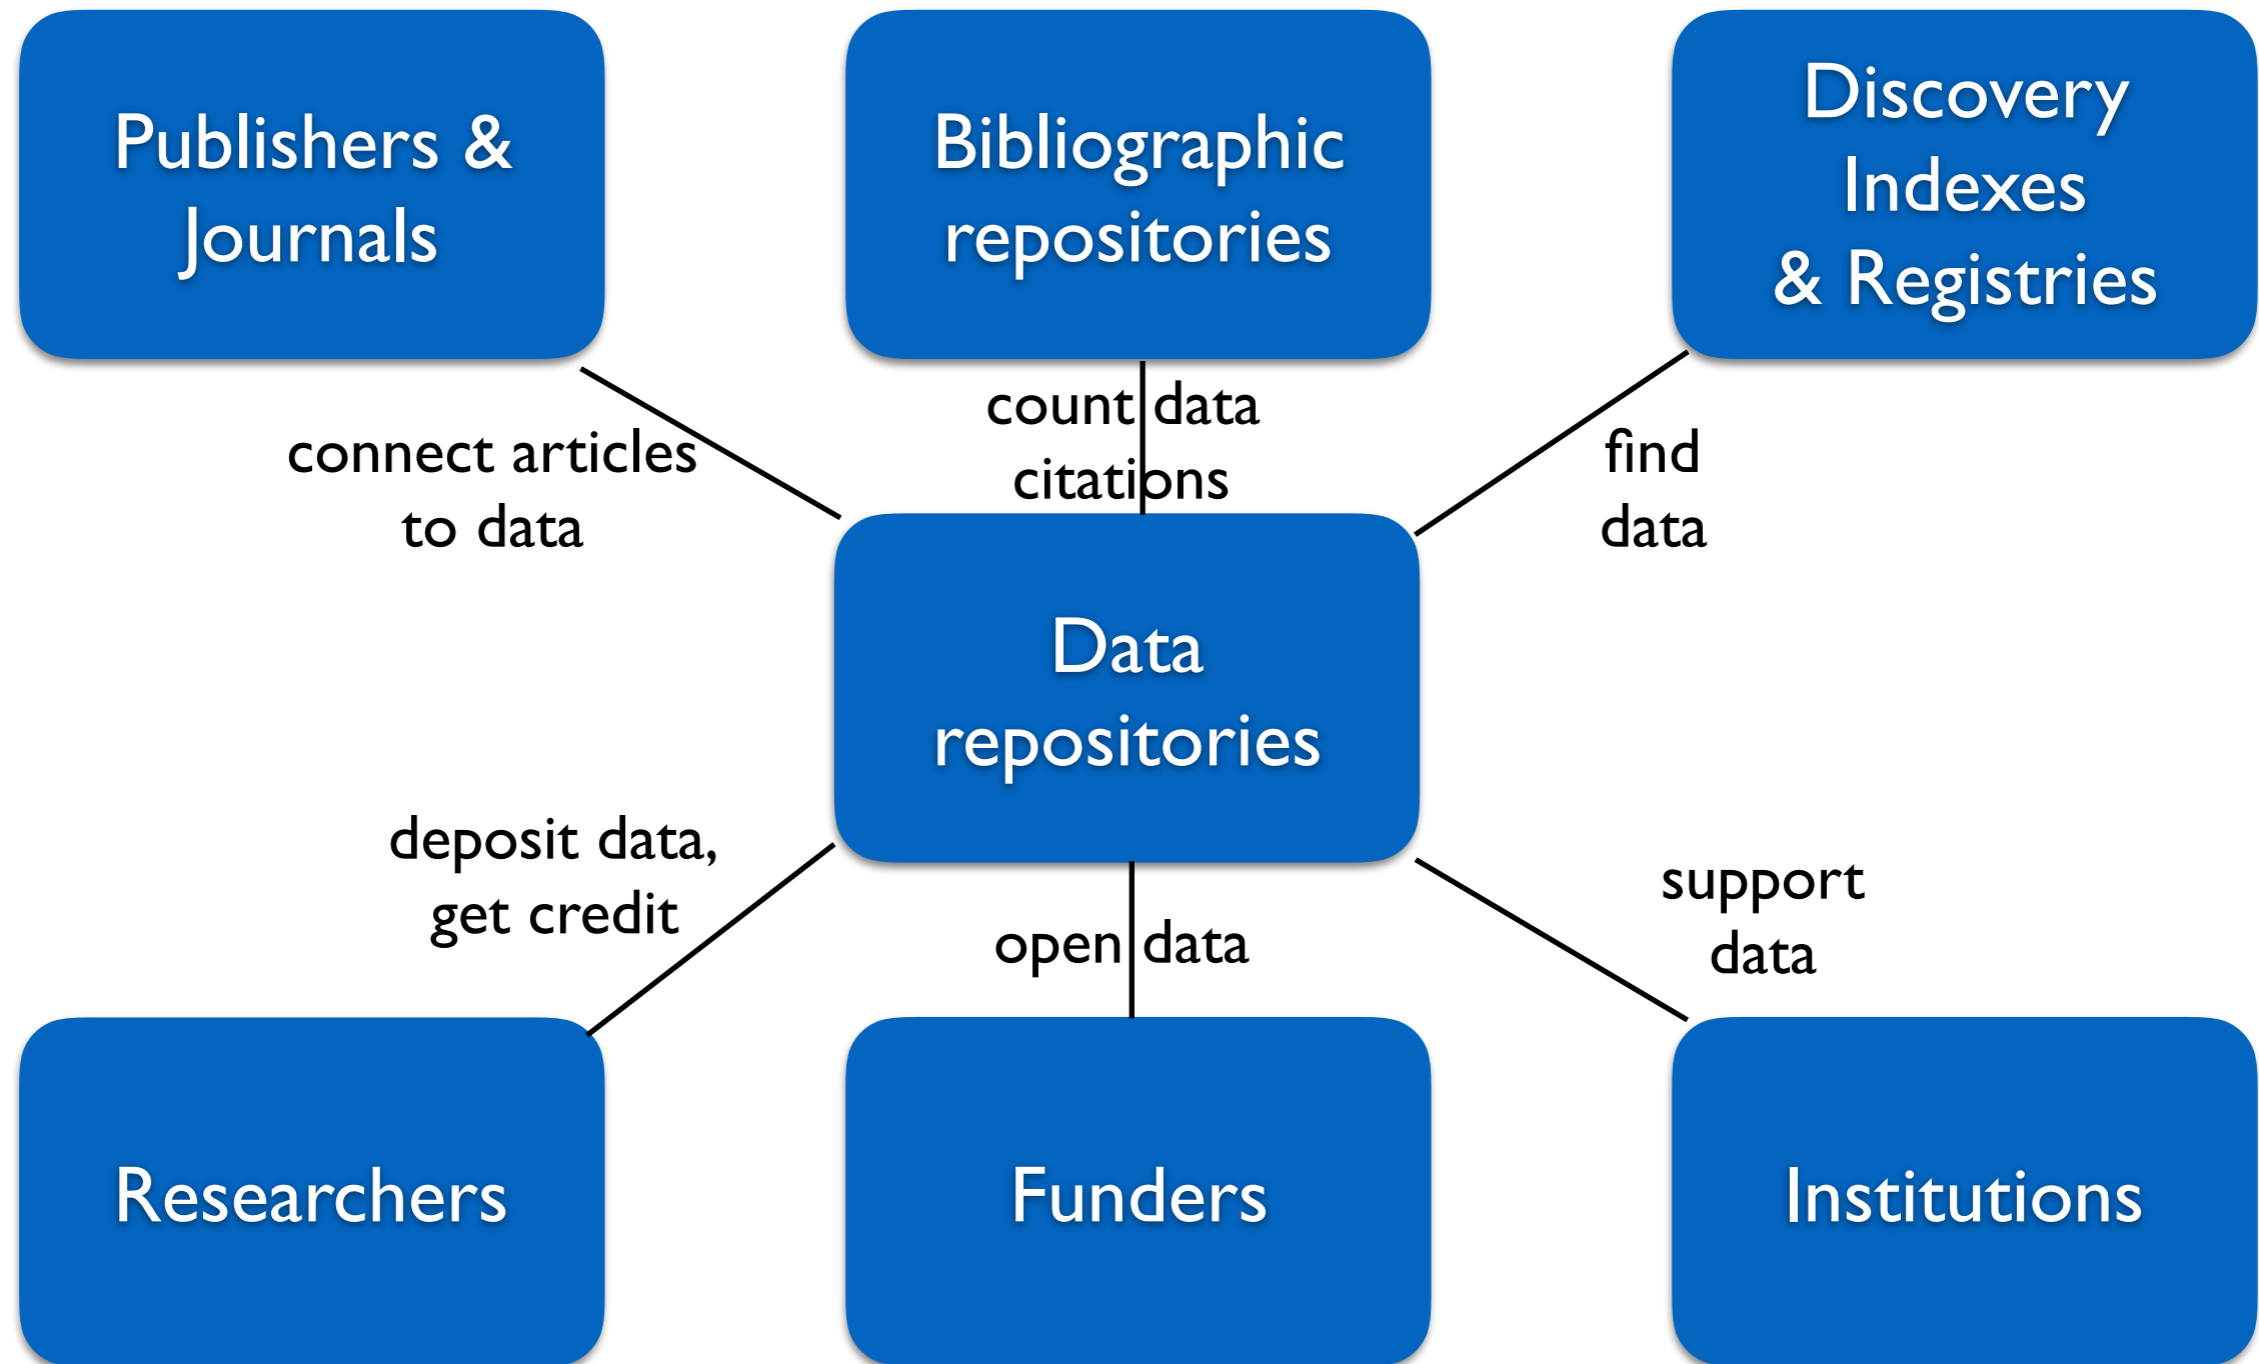 Publishers &
Journals
Bibliographic
repositories
Discovery
Indexes
& Registries
connect articles
to data
count data
citations
find
data
Data
repositories
deposit data,
get credit
open data
support
data
Researchers
Funders
Institutions